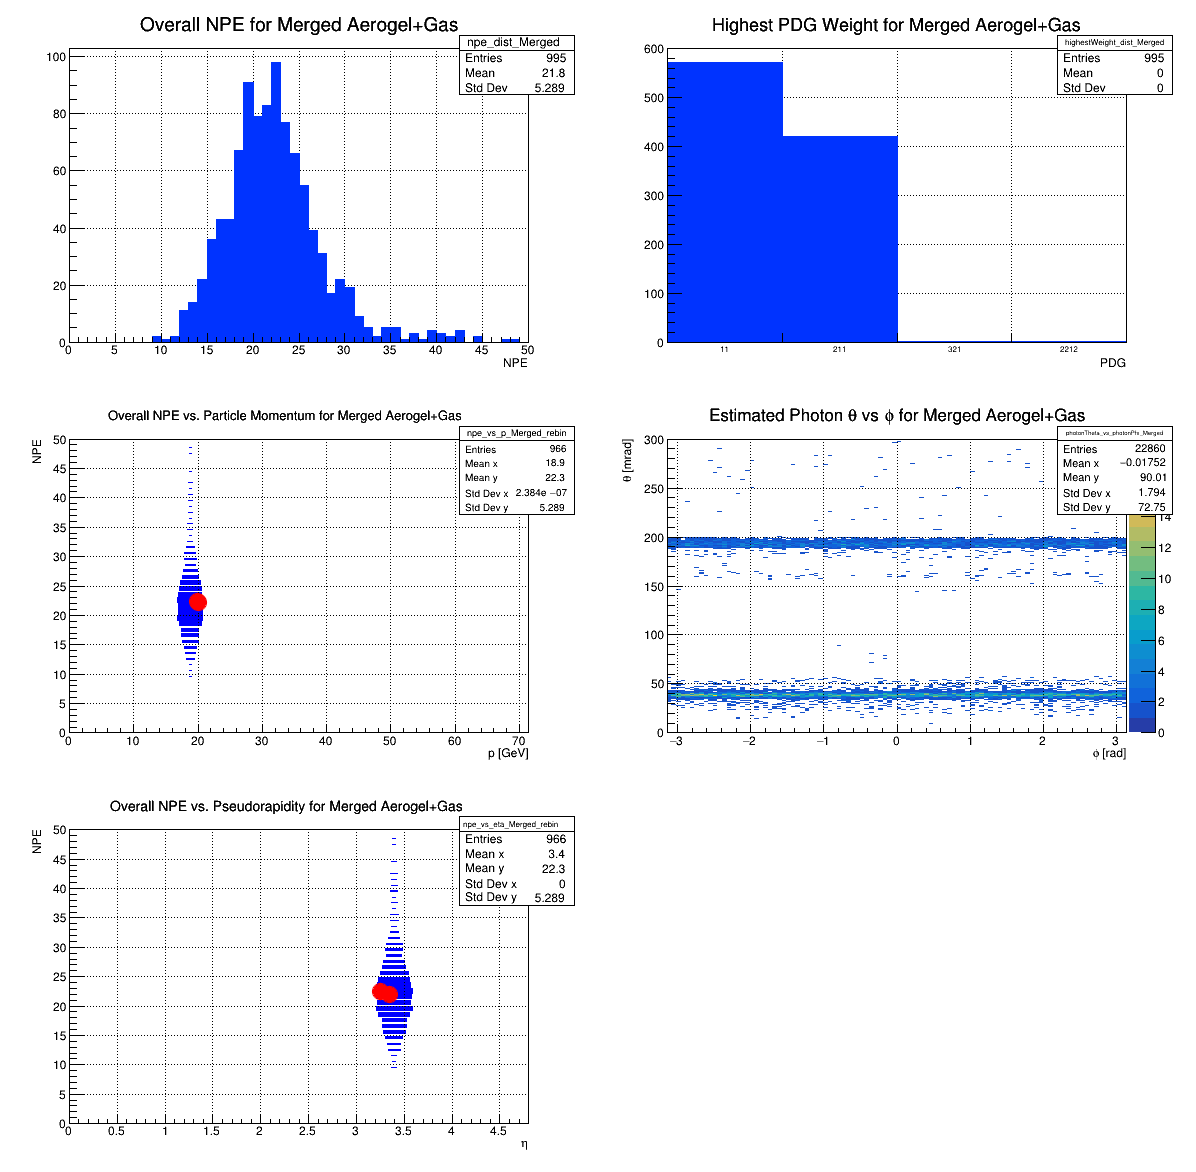 Overall NPE for Merged Aerogel+Gas
npe_dist_Merged
Entries 995
Mean 21.8
Std Dev 5.289
100
80
60
40
20
0
0 5 10 15 20 25 30 35 40 45 50
NPE
Highest PDG Weight for Merged Aerogel+Gas
highestWeight_dist_Merged
Entries 995
Mean 0
Std Dev 0
600
500
400
300
200
100
0
11 211 321 2212
PDG
Overall NPE vs. Particle Momentum for Merged Aerogel+Gas
npe_vs_p_Merged_rebin
Entries 966
Mean x 18.9
Mean y 22.3
Std Dev x 2.384e −07
Std Dev y 5.289
NPE
50
45
40
35
30
25
20
15
10
5
0
0 10 20 30 40 50 60 70
p [GeV]
Estimated Photon θ vs ϕ for Merged Aerogel+Gas
photonTheta_vs_photonPhi_Merged
Entries 22860
Mean x −0.01752
Mean y 90.01
Std Dev x 1.794
Std Dev y 72.75
θ [mrad]
300
250
200
150
100
50
0
−3 −2 −1 0 1 2 3
ϕ [rad]
14
12
10
8
6
4
2
0
Overall NPE vs. Pseudorapidity for Merged Aerogel+Gas
npe_vs_eta_Merged_rebin
Entries 966
Mean x 3.4
Mean y 22.3
Std Dev x 0
Std Dev y 5.289
NPE
50
45
40
35
30
25
20
15
10
5
0
0 0.5 1 1.5 2 2.5 3 3.5 4 4.5
η